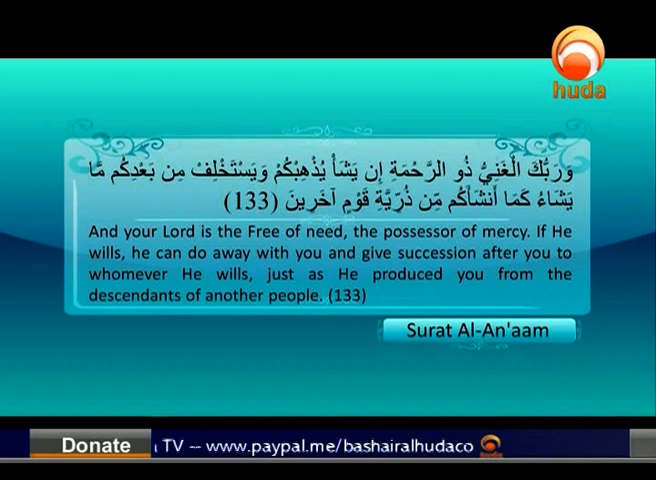 huda
وَرَبُّكَ الْغَنِيُّ ذُو الرَّحْمَةِ إِن يَشَأْ يُذْهِبْكُمْ وَيَسْتَخْلِفْ مِن بَعْدِكُم مَّا
يَشَاءُ كَمَا أَنشَأَكُم مِّن ذُرِّيَّةِ قَوْمٍ آخَرِينَ (133)
And your Lord is the Free of need, the possessor of mercy. If He
wills, he can do away with you and give succession after you to
whomever He wills, just as He produced you from the
descendants of another people. (133)
Surat Al-An'aam
Donate TV -- www.paypal.me/bashairalhudaco huda